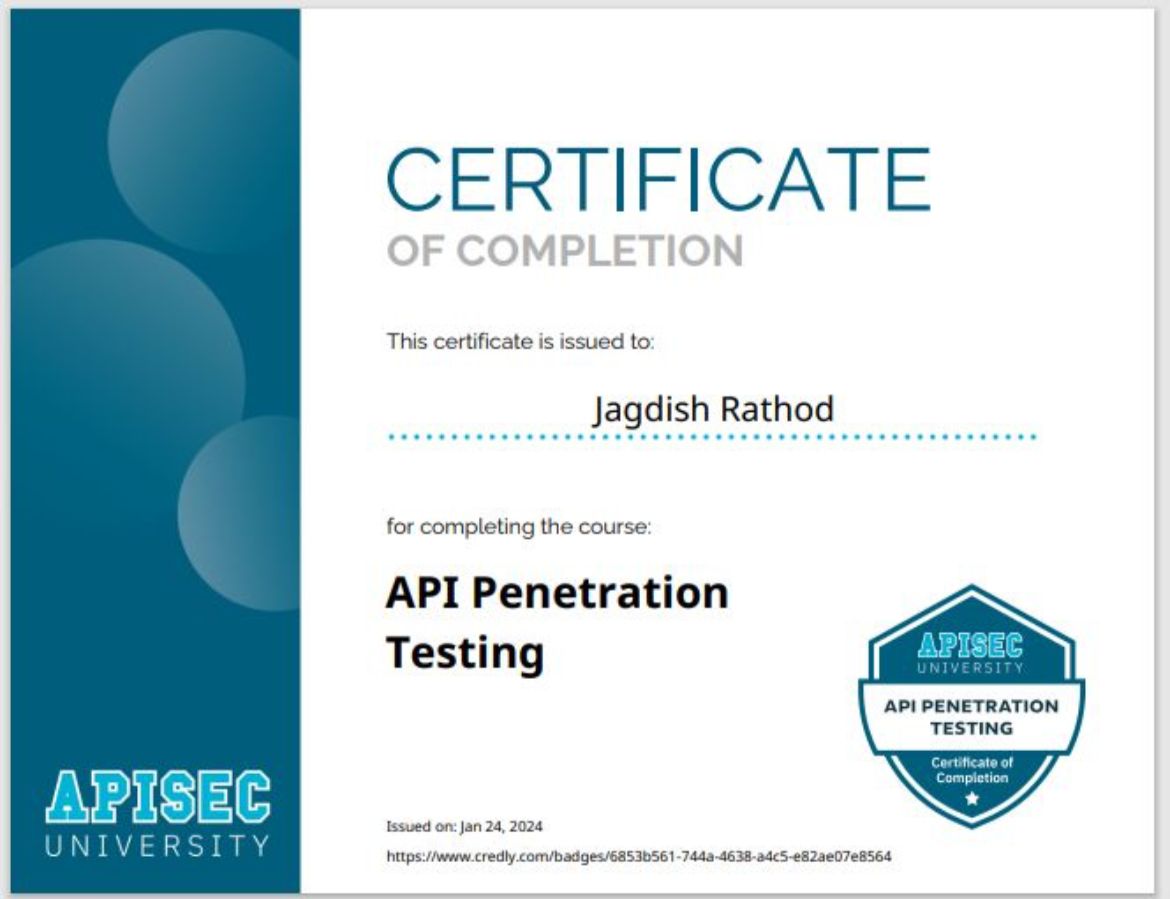 CERTIFICATE
OF COMPLETION
This certificate is issued to:
Jagdish Rathod
for completing the course:
API Penetration
Testing
APISEC
UNIVERSITY
API PENETRATION
TESTING
Certificate of
Completion
APISEC
UNIVERSITY
Issued on: Jan 24, 2024
https://www.credly.com/badges/6853b561-744a-4638-a4c5-e82ae07e8564